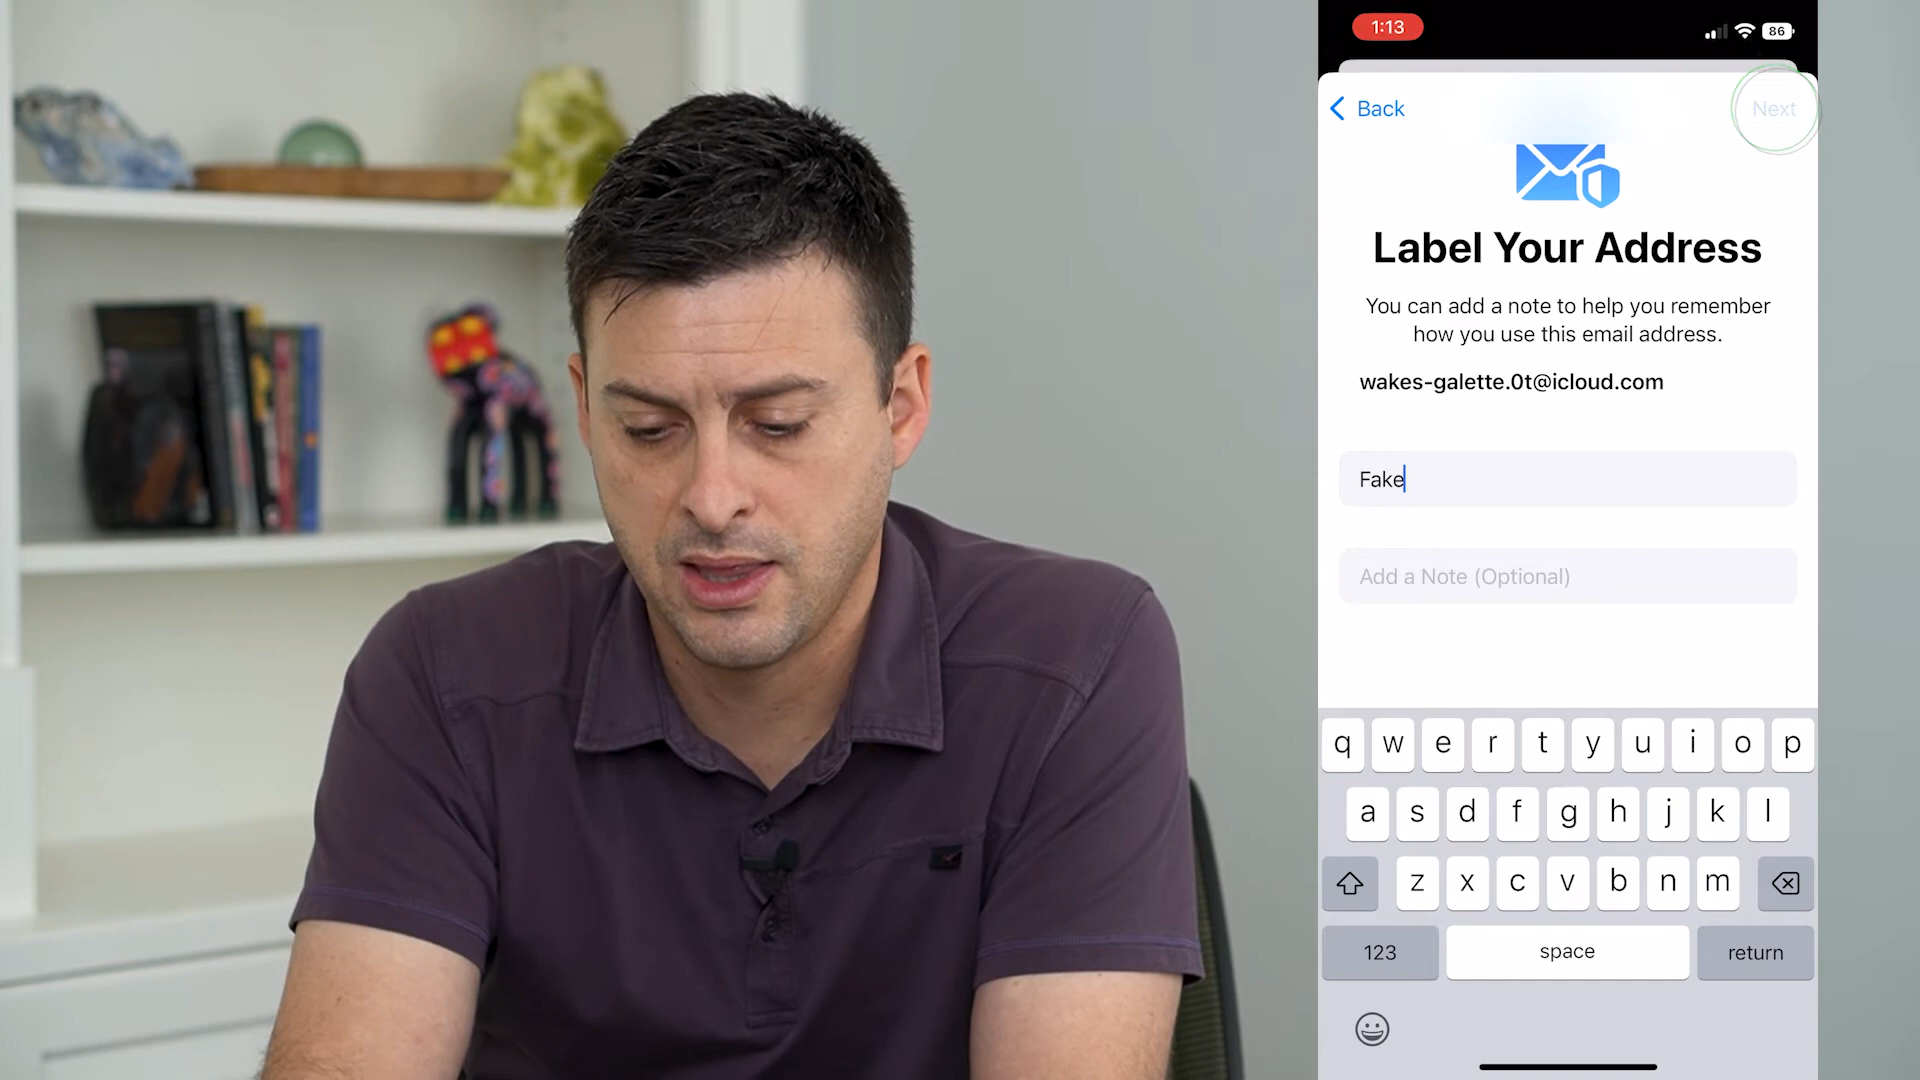 1:13
86
Back
Next
Label Your Address
You can add a note to help you remember
how you use this email address.
wakes-galette.0t@icloud.com
Fake
Add a Note (Optional)
q w e r t y u i o p
a s d f g h j k l
z x c v b n m
123 space return